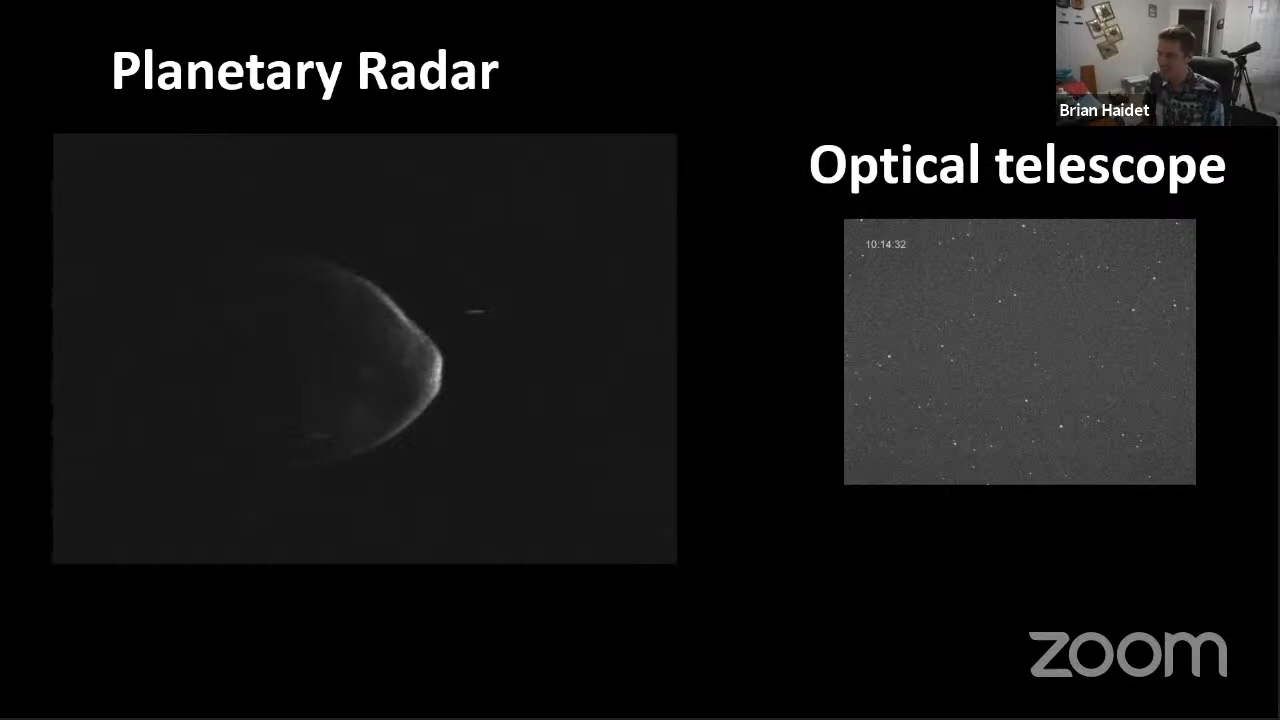 Planetary Radar
Brian Haidet
Optical telescope
10.14.32
zoom